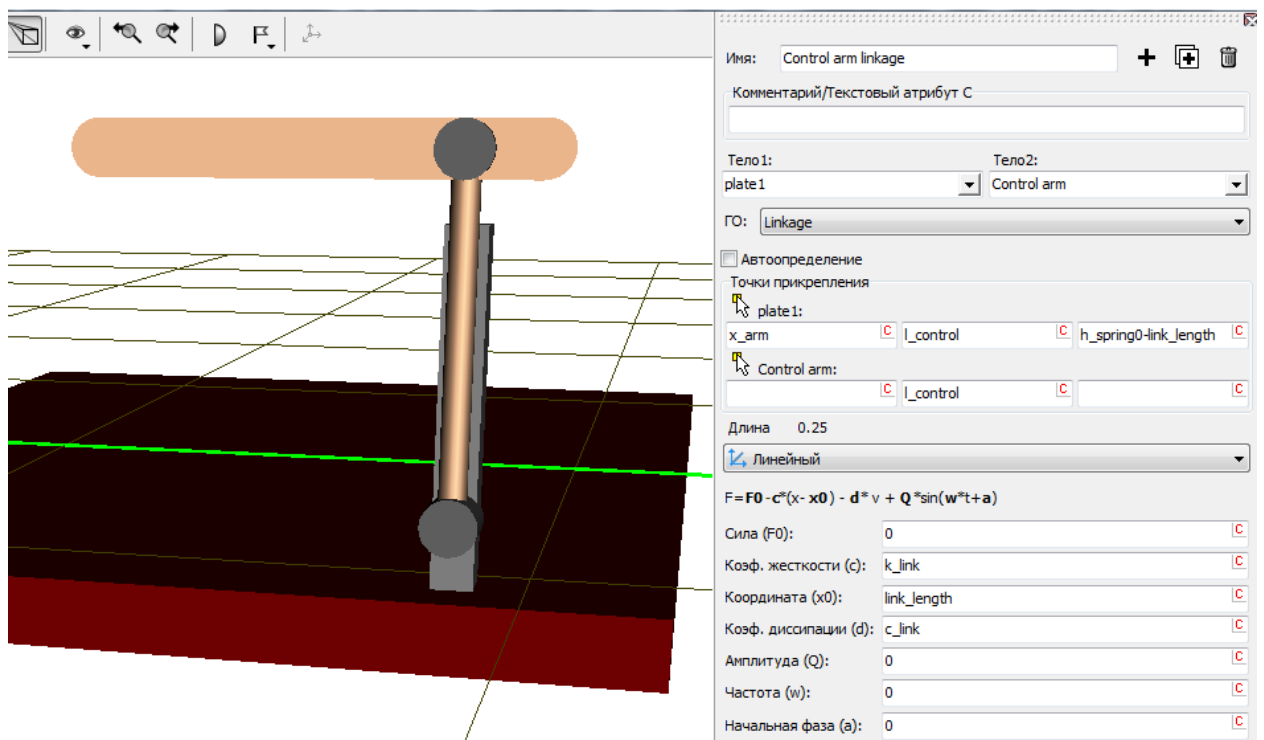 Имя: Control arm linkage
Комментарий/Текстовый атрибут C
Тело1: Тело2:
plate1 Control arm
ГО: Linkage
Автоопределение
Точки прикрепления
plate1:
x_arm C l_control C h_spring0-link_length C
Control arm:
C l_control C C
Длина 0.25
Линейный
F=F0-c*(x-x0) - d*v + Q*sin(w*t+a)
Сила (F0): 0 C
Коэф. жесткости (c): k_link C
Координата (x0): link_length C
Коэф. диссипации (d): c_link C
Амплитуда (Q): 0 C
Частота (w): 0 C
Начальная фаза (a): 0 C